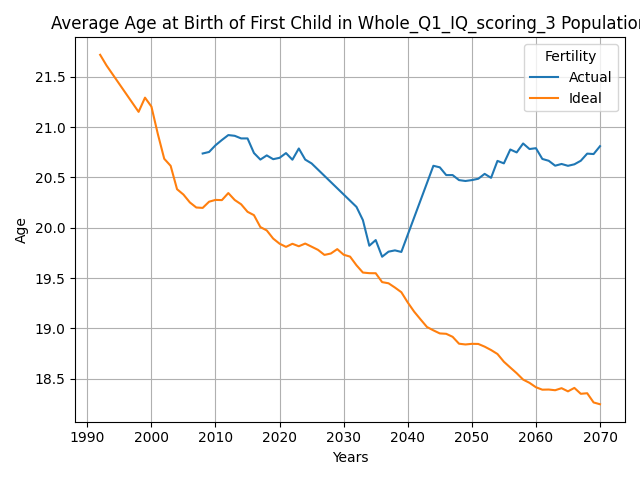 Average Age at Birth of First Child in Whole_Q1_IQ_scoring_3 Population
Fertility
Actual
Ideal
Age
21.5
21.0
20.5
20.0
19.5
19.0
18.5
1990 2000 2010 2020 2030 2040 2050 2060 2070
Years